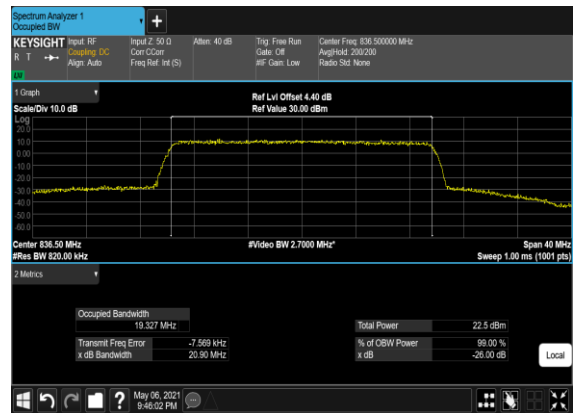 Spectrum Analyzer 1
Occupied BW
+
KEYSIGHT
R T
LW
Input: RF
Coupling: DC
Align: Auto
Input Z: 50 Ω
Corr CCorr
Freq Ref: Int (S)
Atten: 40 dB
Trig: Free Run
Gate: Off
#IF Gain: Low
Center Freq: 836.500000 MHz
Avg|Hold: 200/200
Radio Std: None
1 Graph
Scale/Div 10.0 dB
Ref Lvl Offset 4.40 dB
Ref Value 30.00 dBm
Log
20.0
10.0
0.00
-10.0
-20.0
-30.0
-40.0
-50.0
-60.0
Center 836.50 MHz
#Res BW 820.00 kHz
#Video BW 2.7000 MHz*
Span 40 MHz
Sweep 1.00 ms (1001 pts)
2 Metrics
Occupied Bandwidth
19.327 MHz
Transmit Freq Error -7.569 kHz
x dB Bandwidth 20.90 MHz
Total Power 22.5 dBm
% of OBW Power 99.00 %
x dB -26.00 dB
Local
?
May 06, 2021
9:46:02 PM